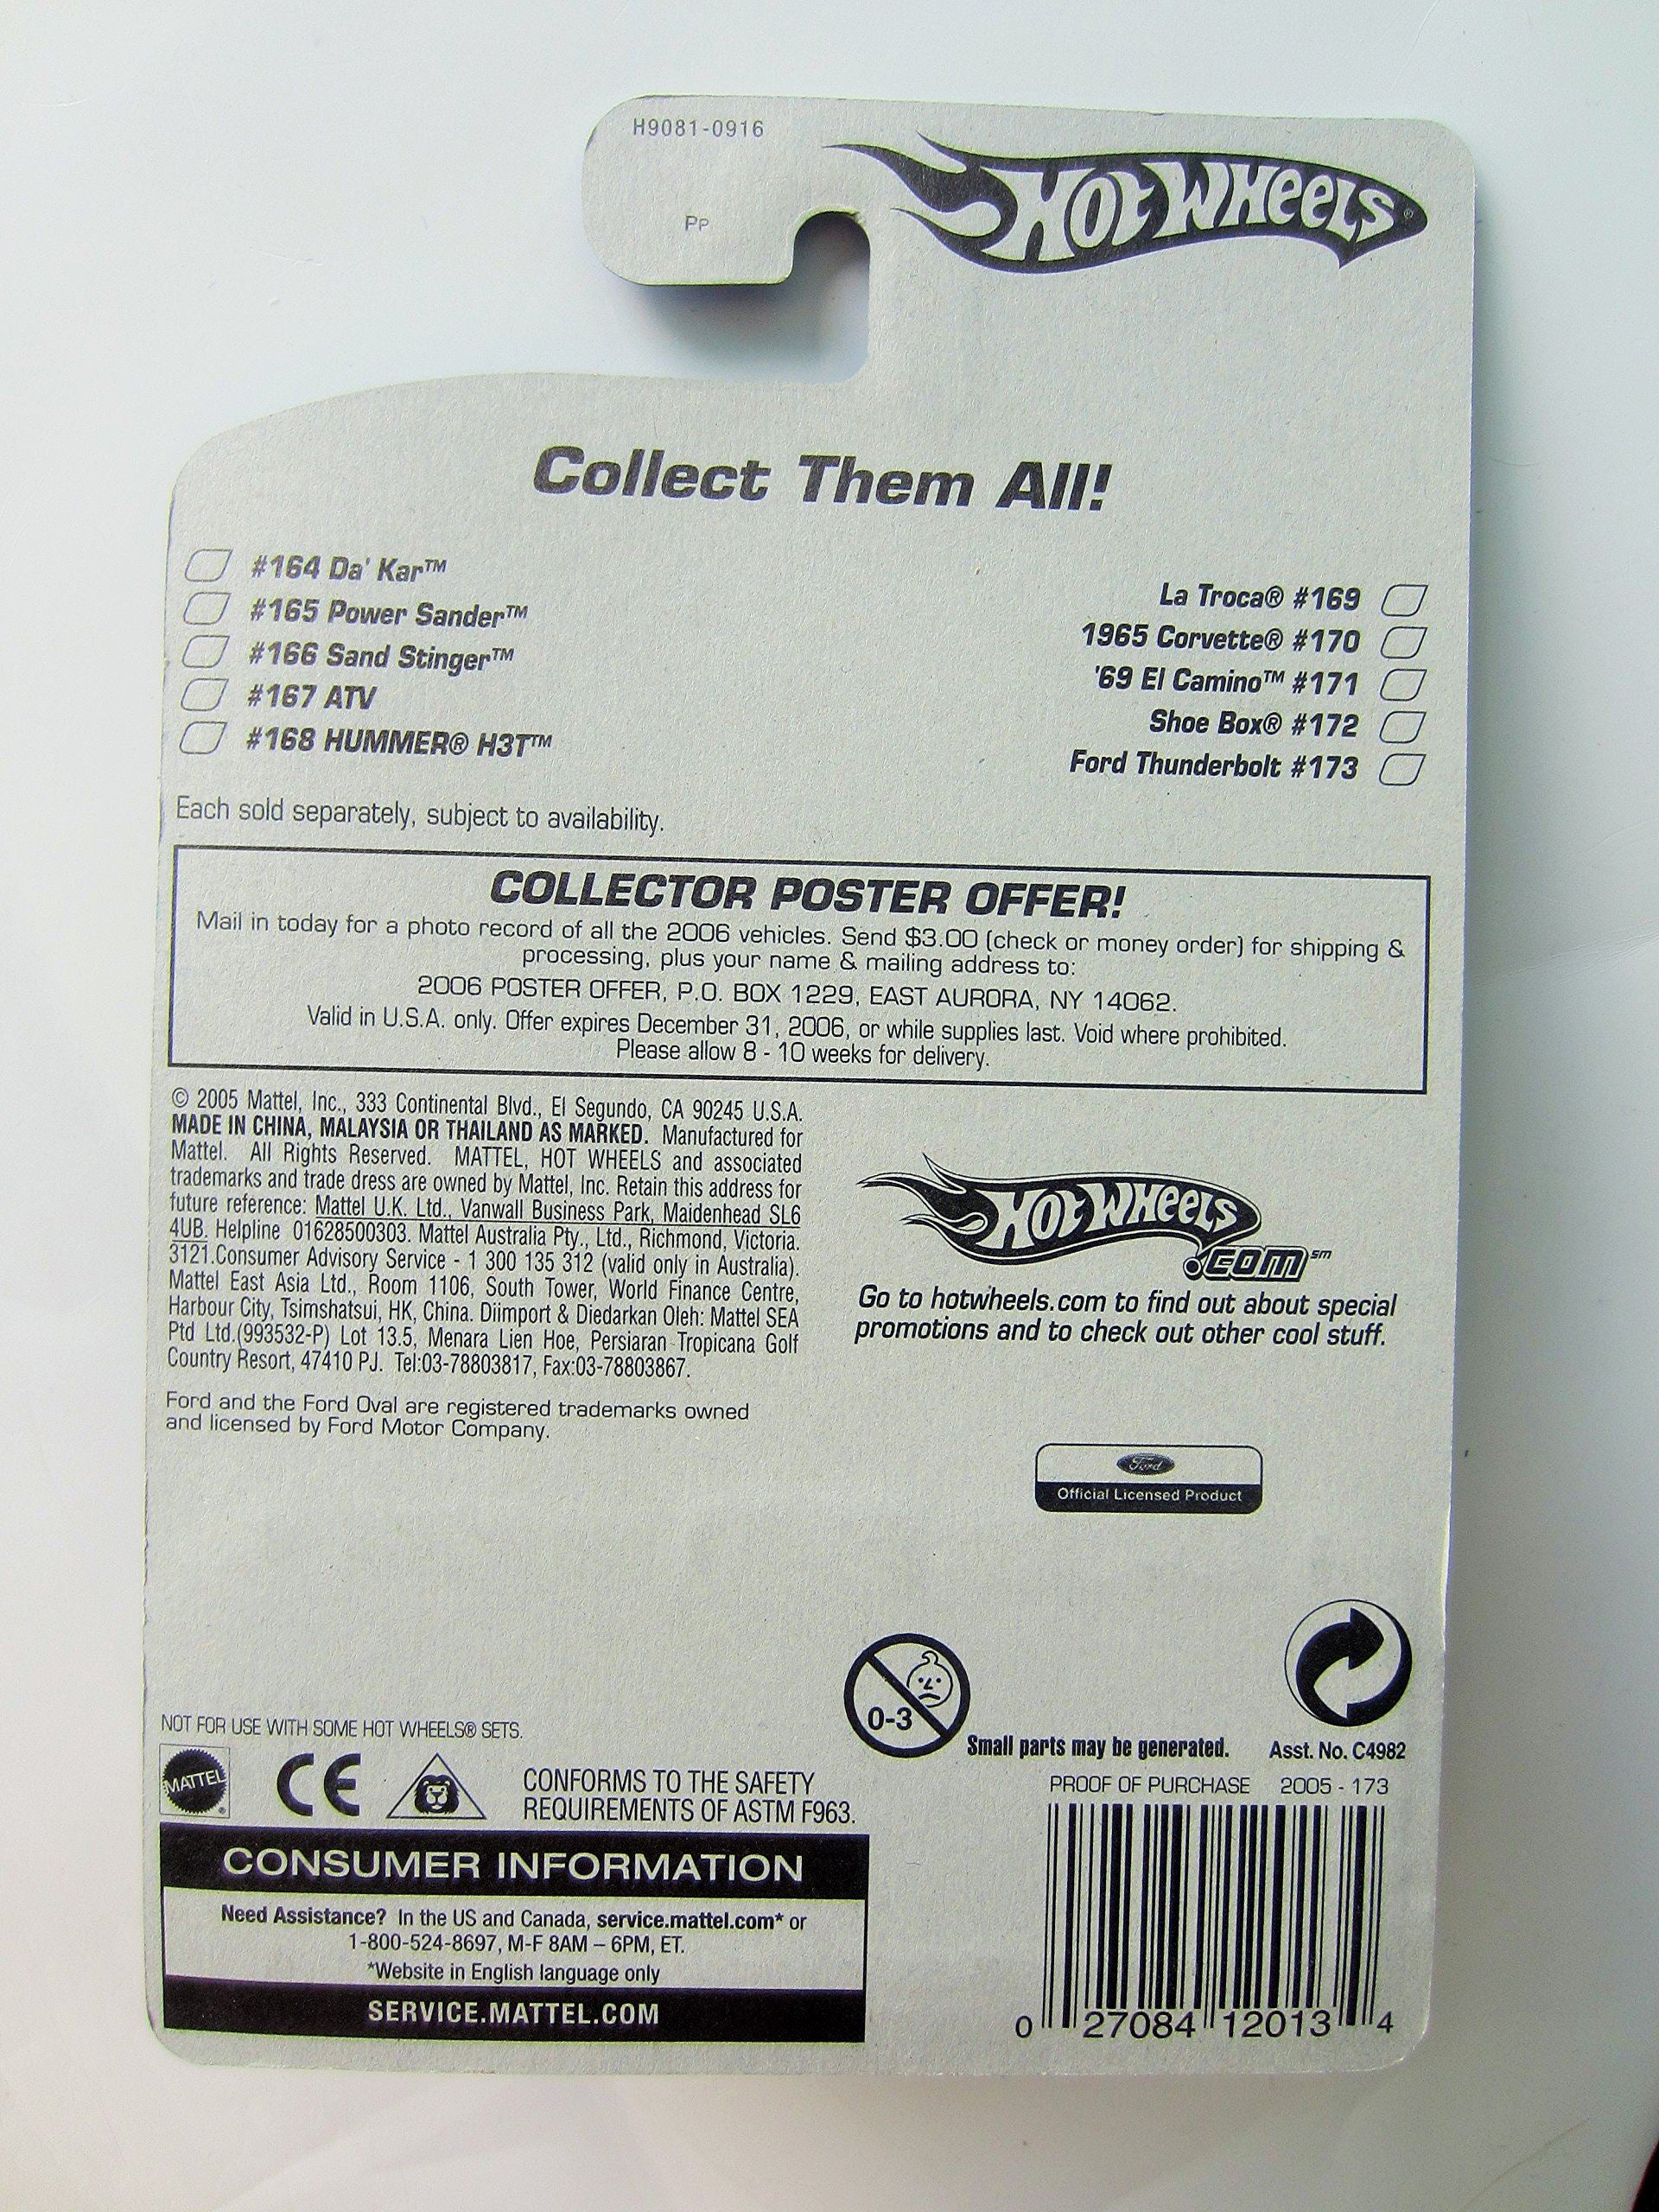 H9081-0916
HOT WHEELS®
PP
Collect Them All!
#164 Da' Kar™
#165 Power Sander™
#166 Sand Stinger™
#167 ATV
#168 HUMMER® H3T™
La Troca® #169
1965 Corvette® #170
'69 El Camino™ #171
Shoe Box® #172
Ford Thunderbolt #173
Each sold separately, subject to availability.
COLLECTOR POSTER OFFER!
Mail in today for a photo record of all the 2006 vehicles. Send $3.00 (check or money order) for shipping &
processing, plus your name & mailing address to:
2006 POSTER OFFER, P.O. BOX 1229, EAST AURORA, NY 14062.
Valid in U.S.A. only. Offer expires December 31, 2006, or while supplies last. Void where prohibited.
Please allow 8 - 10 weeks for delivery.
© 2005 Mattel, Inc., 333 Continental Blvd., El Segundo, CA 90245 U.S.A.
MADE IN CHINA, MALAYSIA OR THAILAND AS MARKED. Manufactured for
Mattel. All Rights Reserved. MATTEL, HOT WHEELS and associated
trademarks and trade dress are owned by Mattel, Inc. Retain this address for
future reference: Mattel U.K. Ltd., Vanwall Business Park, Maidenhead SL6
4UB. Helpline 01628500303. Mattel Australia Pty., Ltd., Richmond, Victoria.
3121.Consumer Advisory Service - 1 300 135 312 (valid only in Australia).
Mattel East Asia Ltd., Room 1106, South Tower, World Finance Centre,
Harbour City, Tsimshatsui, HK, China. Diimport & Diedarkan Oleh: Mattel SEA
Ptd Ltd.(993532-P) Lot 13.5, Menara Lien Hoe, Persiaran Tropicana Golf
Country Resort, 47410 PJ. Tel:03-78803817, Fax:03-78803867.
Ford and the Ford Oval are registered trademarks owned
and licensed by Ford Motor Company.
HOT WHEELS
.COM℠
Go to hotwheels.com to find out about special
promotions and to check out other cool stuff.
Ford
Official Licensed Product
0-3
Small parts may be generated.
Asst. No. C4982
NOT FOR USE WITH SOME HOT WHEELS® SETS.
MATTEL®
CE
CONFORMS TO THE SAFETY
REQUIREMENTS OF ASTM F963.
PROOF OF PURCHASE 2005 - 173
CONSUMER INFORMATION
Need Assistance? In the US and Canada, service.mattel.com* or
1-800-524-8697, M-F 8AM – 6PM, ET.
*Website in English language only
SERVICE.MATTEL.COM
0 27084 12013 4